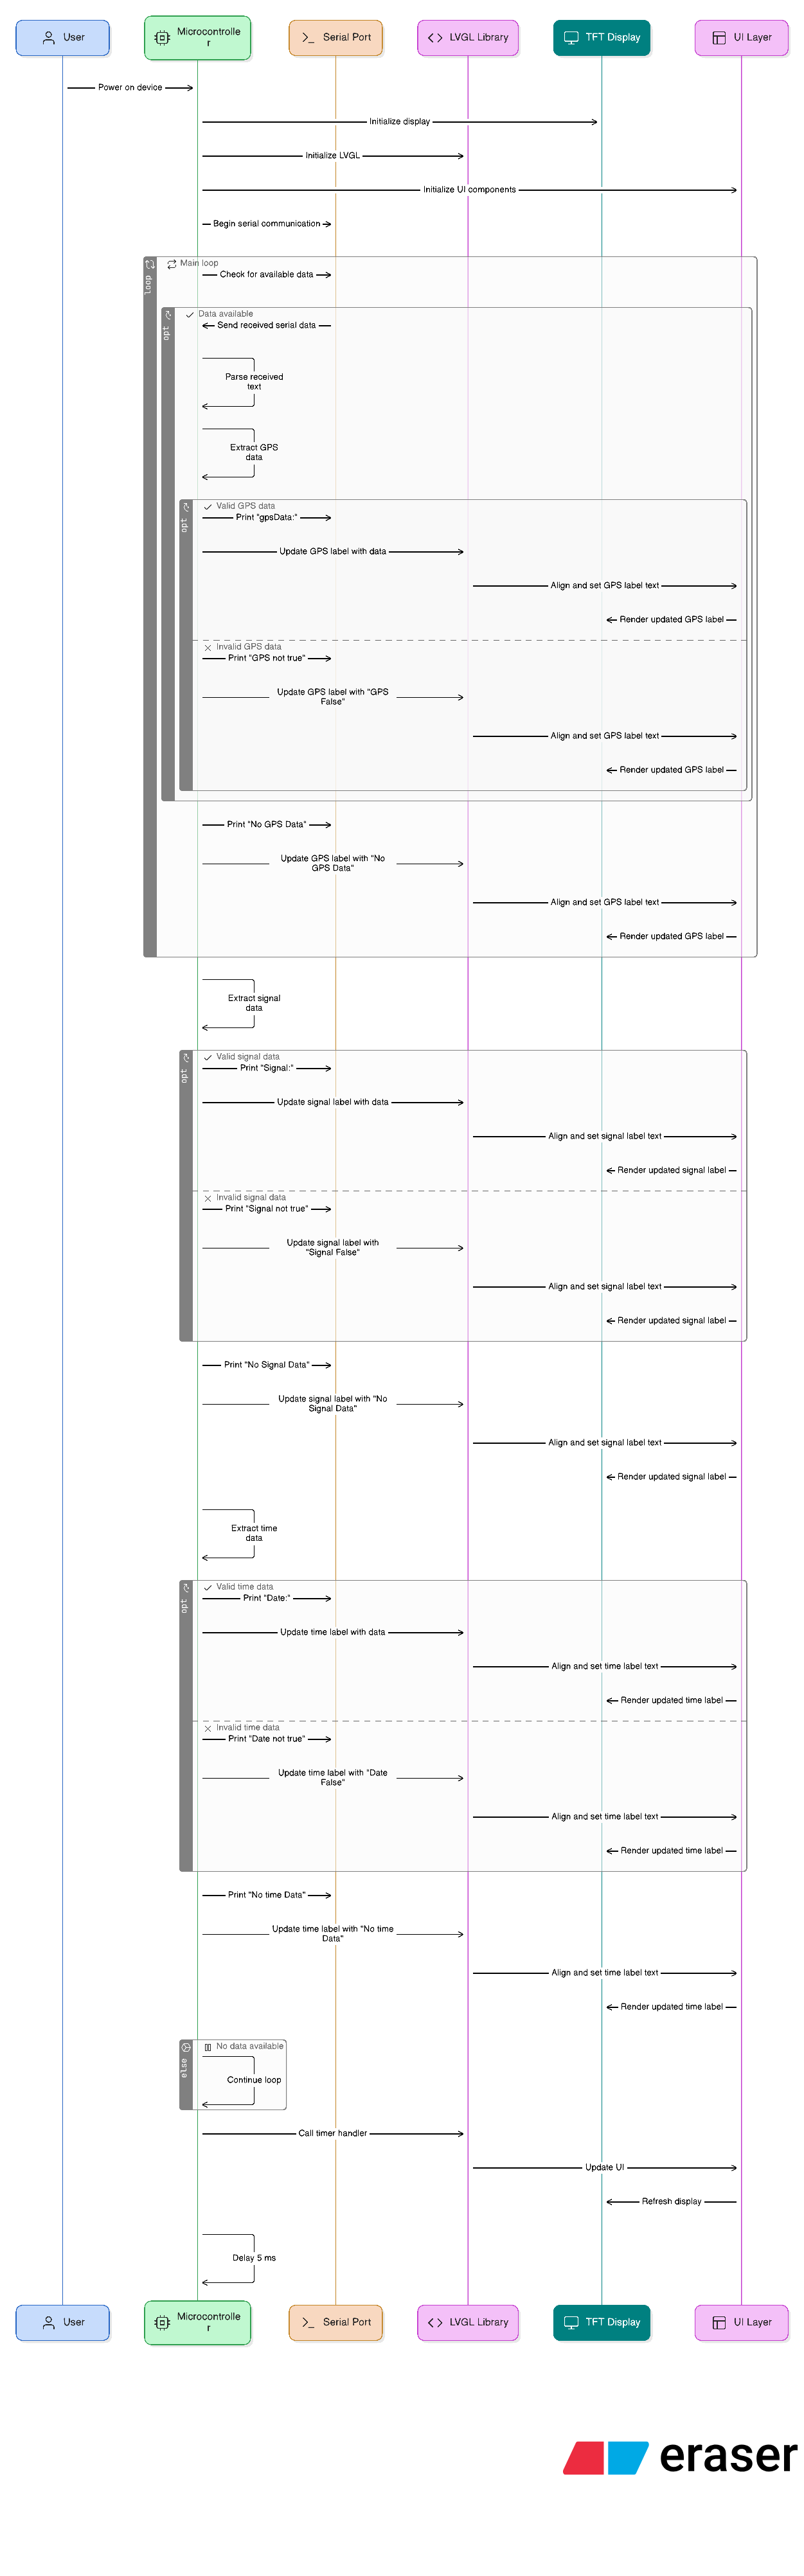 User
Microcontrolle
r
Serial Port
LVGL Library
TFT Display
UI Layer
Power on device
Initialize display
Initialize LVGL
Initialize UI components
Begin serial communication
loop
Main loop
Check for available data
opt
Data available
Send received serial data
Parse received
text
Extract GPS
data
opt
Valid GPS data
Print "gpsData:"
Update GPS label with data
Align and set GPS label text
Render updated GPS label
Invalid GPS data
Print "GPS not true"
Update GPS label with "GPS
False"
Align and set GPS label text
Render updated GPS label
Print "No GPS Data"
Update GPS label with "No
GPS Data"
Align and set GPS label text
Render updated GPS label
Extract signal
data
opt
Valid signal data
Print "Signal:"
Update signal label with data
Align and set signal label text
Render updated signal label
Invalid signal data
Print "Signal not true"
Update signal label with
"Signal False"
Align and set signal label text
Render updated signal label
Print "No Signal Data"
Update signal label with "No
Signal Data"
Align and set signal label text
Render updated signal label
Extract time
data
opt
Valid time data
Print "Date:"
Update time label with data
Align and set time label text
Render updated time label
Invalid time data
Print "Date not true"
Update time label with "Date
False"
Align and set time label text
Render updated time label
Print "No time Data"
Update time label with "No time
Data"
Align and set time label text
Render updated time label
else
No data available
Continue loop
Call timer handler
Update UI
Refresh display
Delay 5 ms
User
Microcontrolle
r
Serial Port
LVGL Library
TFT Display
UI Layer
eraser